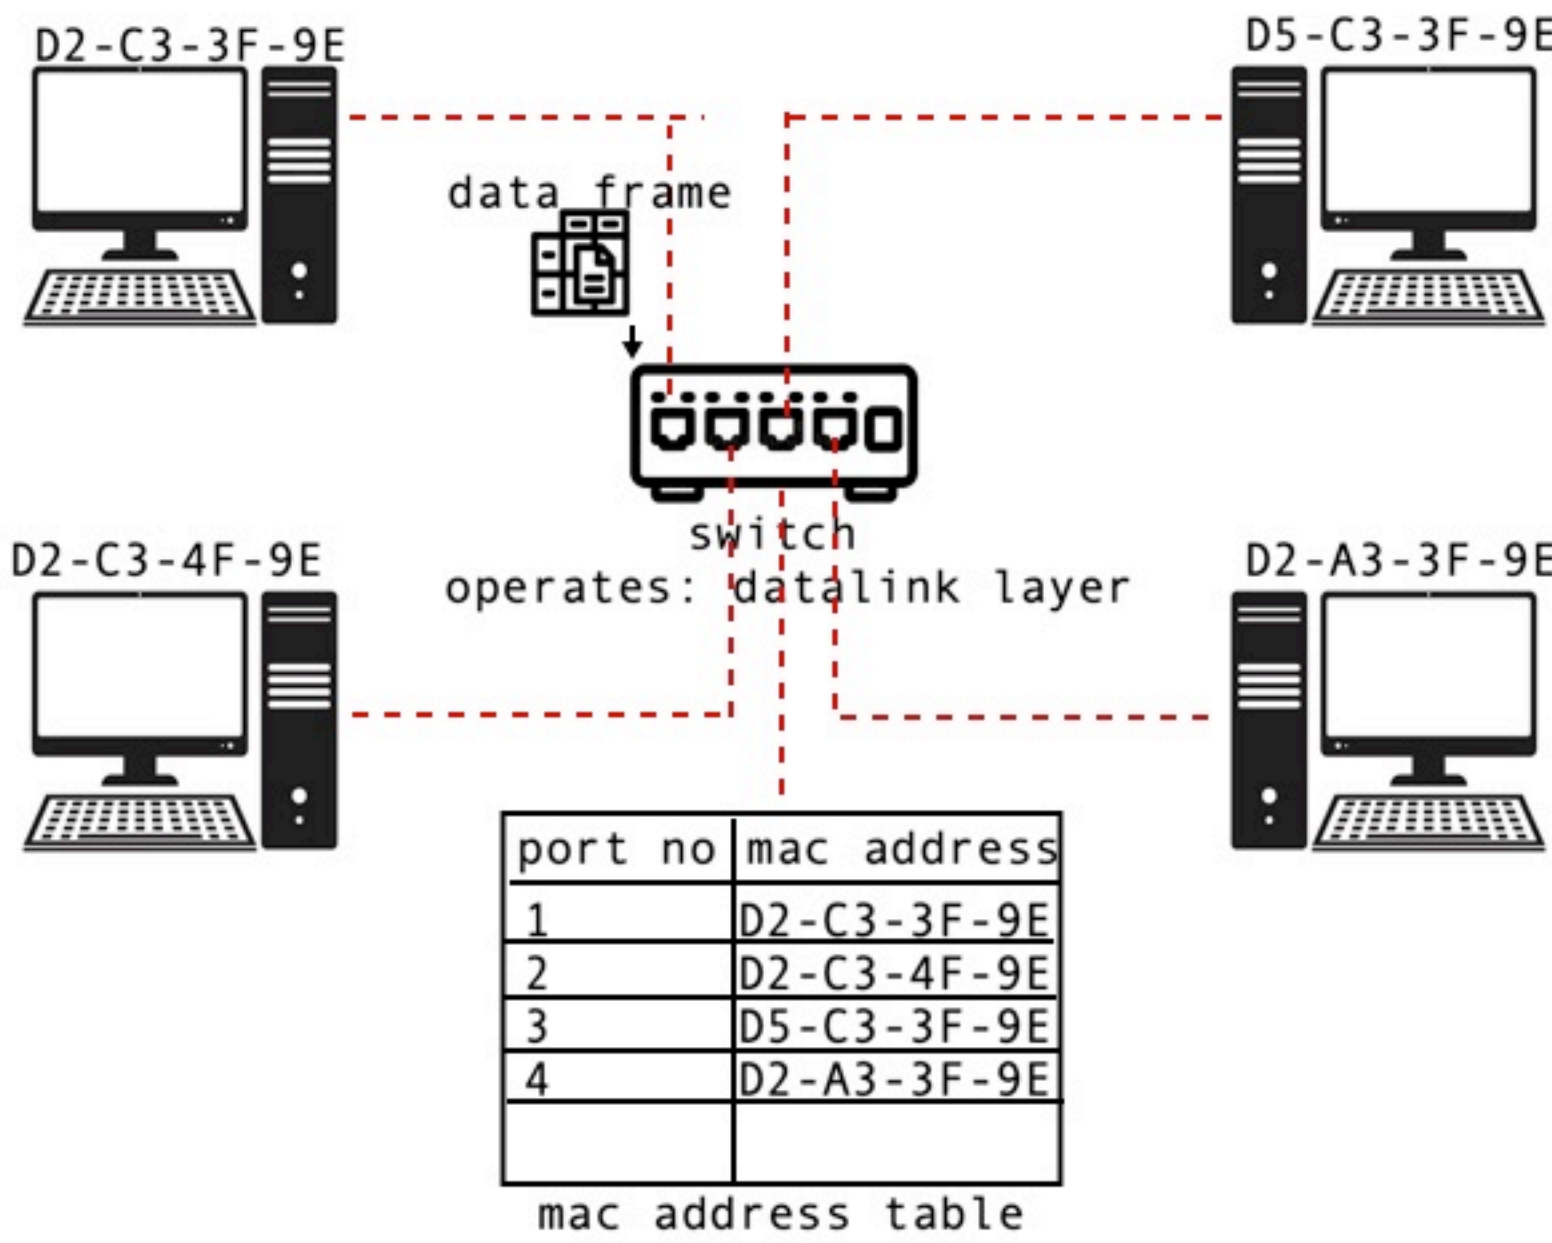 D2-C3-3F-9E
D5-C3-3F-9E
data frame
switch
operates: datalink layer
D2-C3-4F-9E
D2-A3-3F-9E
port no mac address
1 D2-C3-3F-9E
2 D2-C3-4F-9E
3 D5-C3-3F-9E
4 D2-A3-3F-9E
mac address table